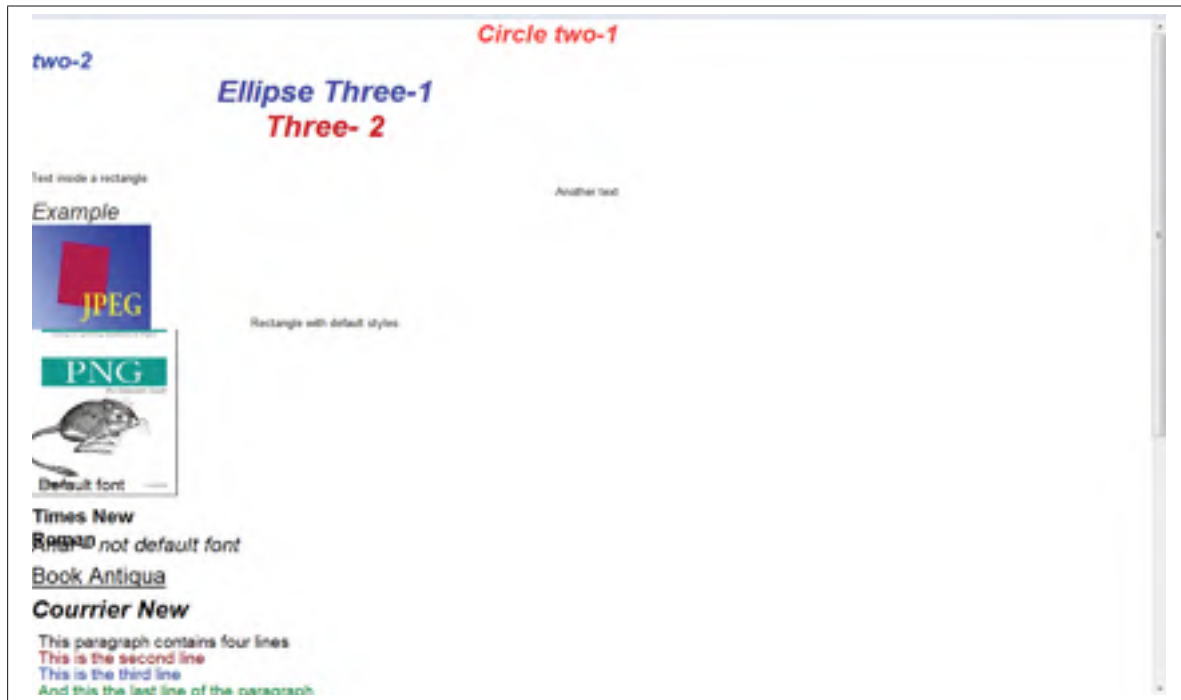 Circle two-1
two-2
Ellipse Three-1
Three- 2
Text inside a rectangle
Another text
Example
JPEG
Rectangle with default styles
PNG
Default font
Times New
Roman
not default font
Book Antiqua
Courrier New
This paragraph contains four lines
This is the second line
This is the third line
And this the last line of the paragraph